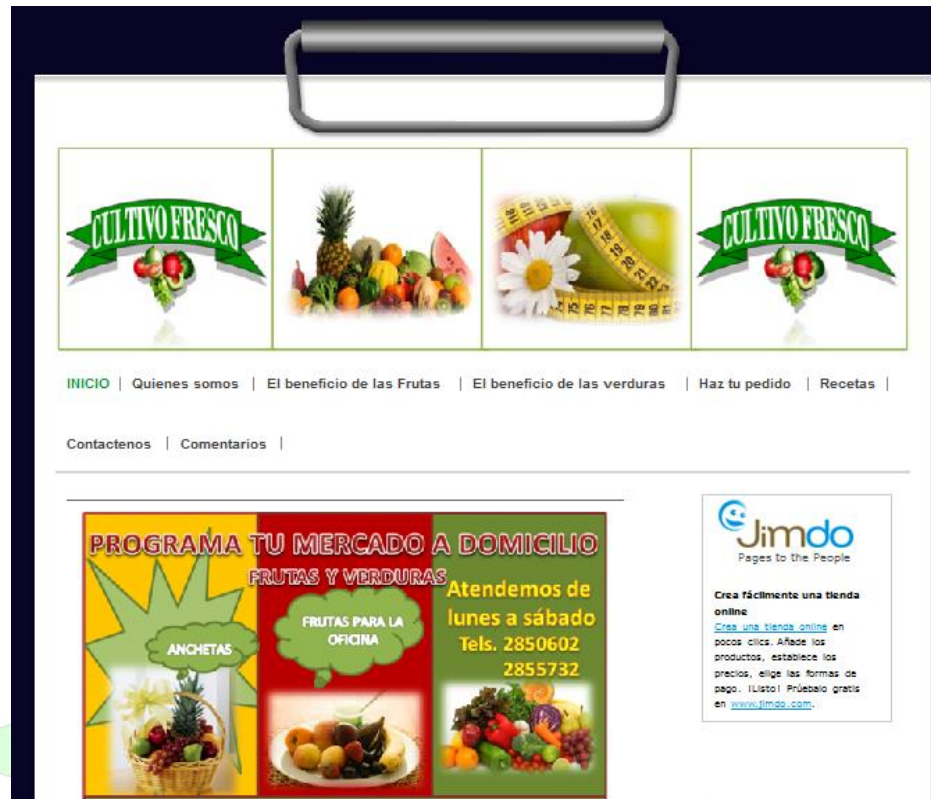 CULTIVO FRESCO
CULTIVO FRESCO
INICIO | Quienes somos | El beneficio de las Frutas | El beneficio de las verduras | Haz tu pedido | Recetas |
Contactenos | Comentarios |
PROGRAMA TU MERCADO A DOMICILIO
FRUTAS Y VERDURAS
ANCHETAS
FRUTAS PARA LA
OFICINA
Atendemos de
lunes a sábado
Tels. 2850602
2855732
Jimdo
Pages to the People
Crea fácilmente una tienda
online
Crea una tienda online en
pocos clics. Añade los
productos, establece los
precios, elige las formas de
pago. ¡Listo! Pruébalo gratis
en www.jimdo.com.